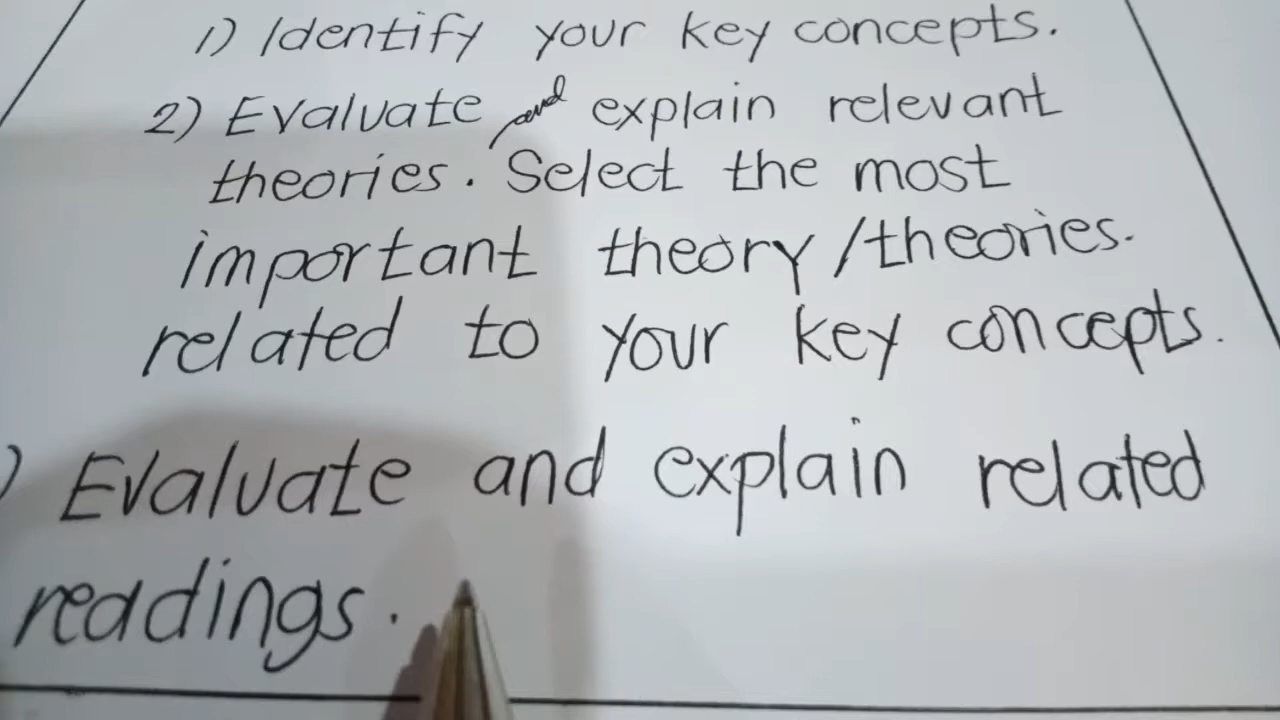 1) Identify your key concepts.
2) Evaluate and explain relevant
theories. Select the most
important theory/theories.
related to your key concepts.
) Evaluate and explain related
readings.